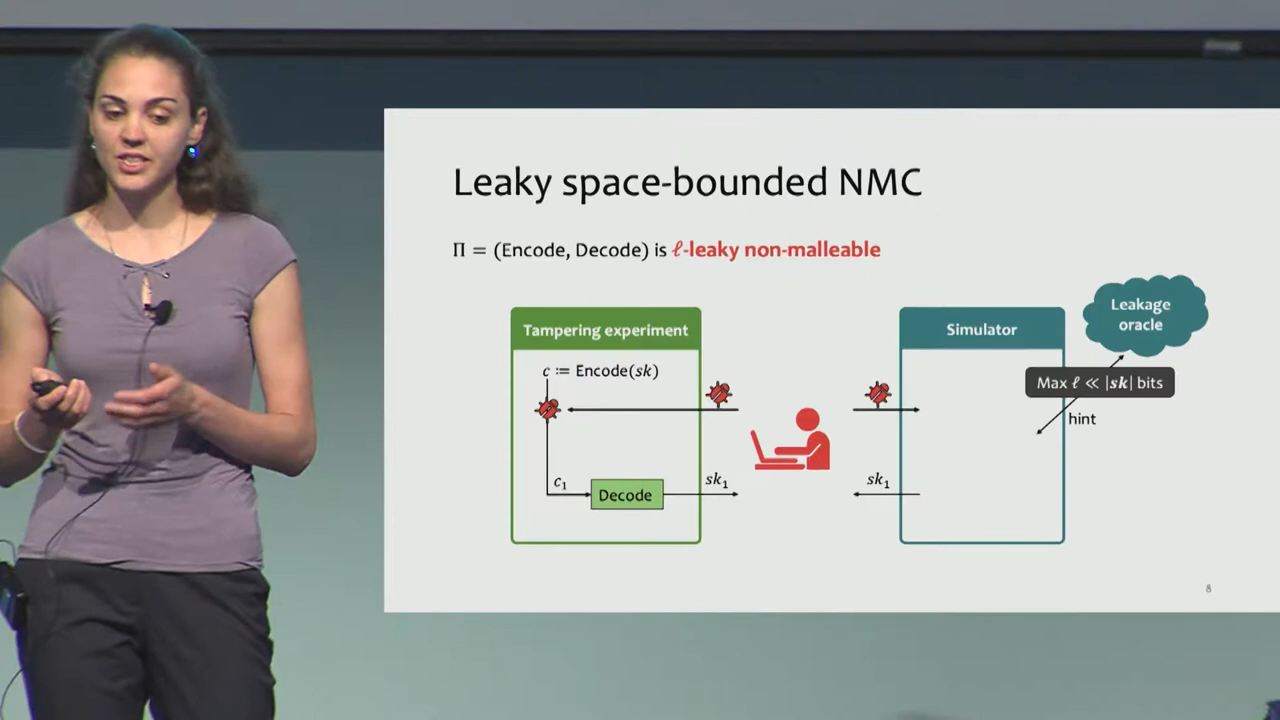 Leaky space-bounded NMC
Π = (Encode, Decode) is ℓ-leaky non-malleable
Tampering experiment
c := Encode(sk)
c₁
Decode
sk₁
Simulator
sk₁
Leakage
oracle
Max ℓ ≪ |sk| bits
hint
8